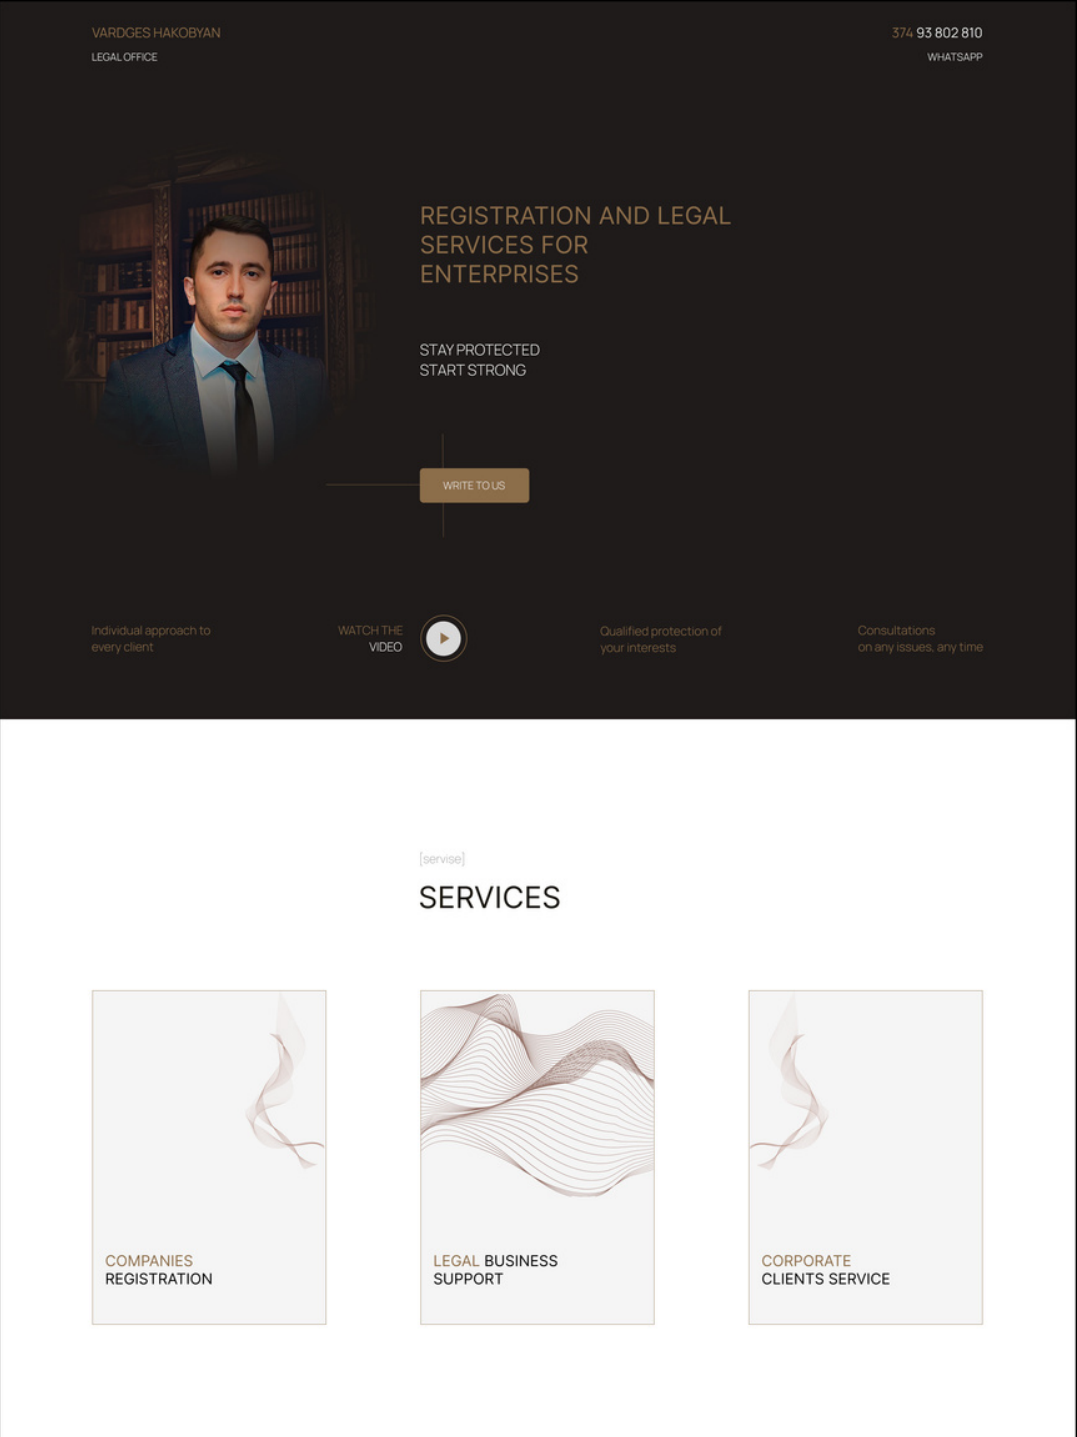 VARDGES HAKOBYAN
LEGAL OFFICE
374 93 802 810
WHATSAPP
REGISTRATION AND LEGAL
SERVICES FOR
ENTERPRISES
STAY PROTECTED
START STRONG
WRITE TO US
Individual approach to
every client
WATCH THE
VIDEO
Qualified protection of
your interests
Consultations
on any issues, any time
[servise]
SERVICES
COMPANIES
REGISTRATION
LEGAL BUSINESS
SUPPORT
CORPORATE
CLIENTS SERVICE